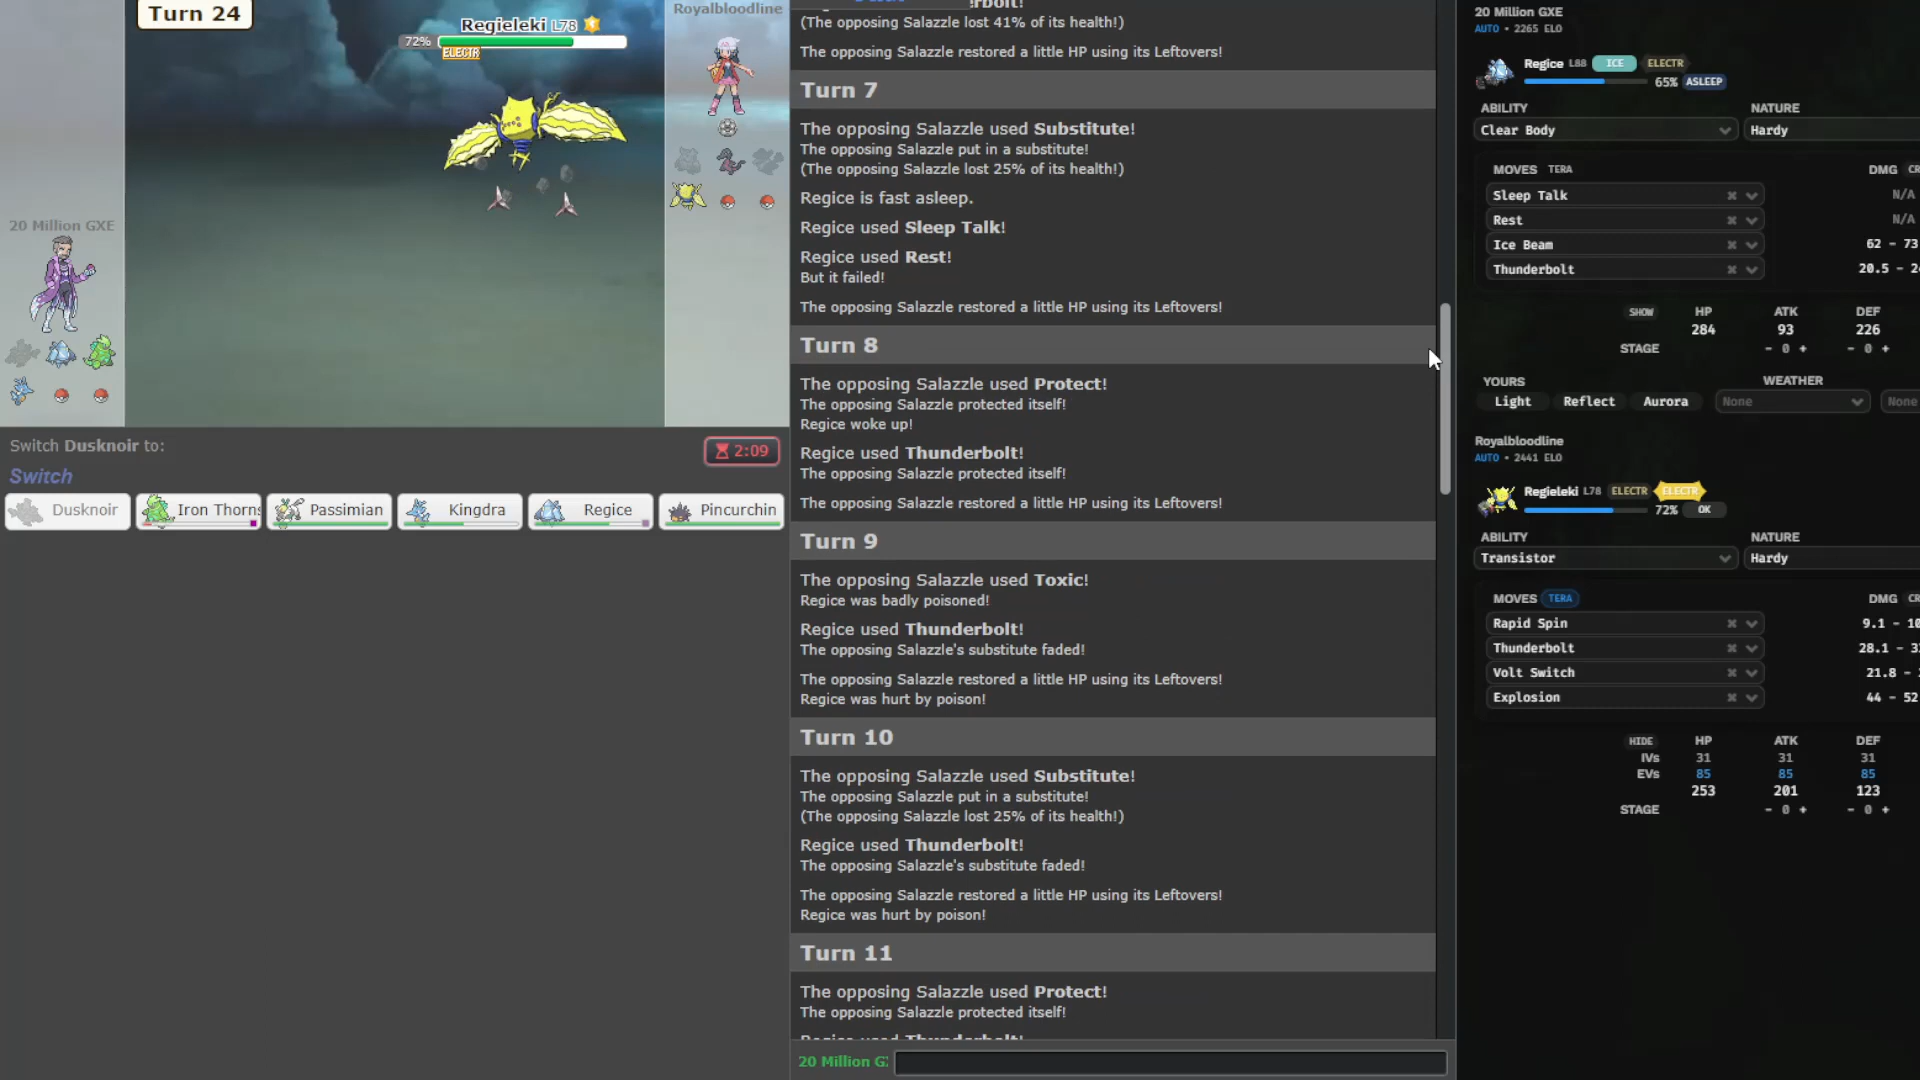 Turn 24
Regieleki L78
72%
ELECTR
Royalbloodline
20 Million GXE
Switch Dusknoir to:
2:09
Switch
Dusknoir
Iron Thorns
Passimian
Kingdra
Regice
Pincurchin
(The opposing Salazzle lost 41% of its health!)
The opposing Salazzle restored a little HP using its Leftovers!
Turn 7
The opposing Salazzle used Substitute!
The opposing Salazzle put in a substitute!
(The opposing Salazzle lost 25% of its health!)
Regice is fast asleep.
Regice used Sleep Talk!
Regice used Rest!
But it failed!
The opposing Salazzle restored a little HP using its Leftovers!
Turn 8
The opposing Salazzle used Protect!
The opposing Salazzle protected itself!
Regice woke up!
Regice used Thunderbolt!
The opposing Salazzle protected itself!
The opposing Salazzle restored a little HP using its Leftovers!
Turn 9
The opposing Salazzle used Toxic!
Regice was badly poisoned!
Regice used Thunderbolt!
The opposing Salazzle's substitute faded!
The opposing Salazzle restored a little HP using its Leftovers!
Regice was hurt by poison!
Turn 10
The opposing Salazzle used Substitute!
The opposing Salazzle put in a substitute!
(The opposing Salazzle lost 25% of its health!)
Regice used Thunderbolt!
The opposing Salazzle's substitute faded!
The opposing Salazzle restored a little HP using its Leftovers!
Regice was hurt by poison!
Turn 11
The opposing Salazzle used Protect!
The opposing Salazzle protected itself!
Regice used Thunderbolt!
20 Million G
20 Million GXE
AUTO • 2265 ELO
Regice L88 ICE ELECTR
65% ASLEEP
ABILITY NATURE
Clear Body Hardy
MOVES TERA DMG CR
Sleep Talk N/A
Rest N/A
Ice Beam 62 - 73
Thunderbolt 20.5 - 24
SHOW HP ATK DEF
284 93 226
STAGE - 0 + - 0 +
YOURS WEATHER
Light Reflect Aurora None None
Royalbloodline
AUTO • 2441 ELO
Regieleki L78 ELECTR ELECTR
72% OK
ABILITY NATURE
Transistor Hardy
MOVES TERA DMG CR
Rapid Spin 9.1 - 10
Thunderbolt 28.1 - 3
Volt Switch 21.8 -
Explosion 44 - 52
HIDE HP ATK DEF
IVs 31 31 31
EVs 85 85 85
253 201 123
STAGE - 0 + - 0 +